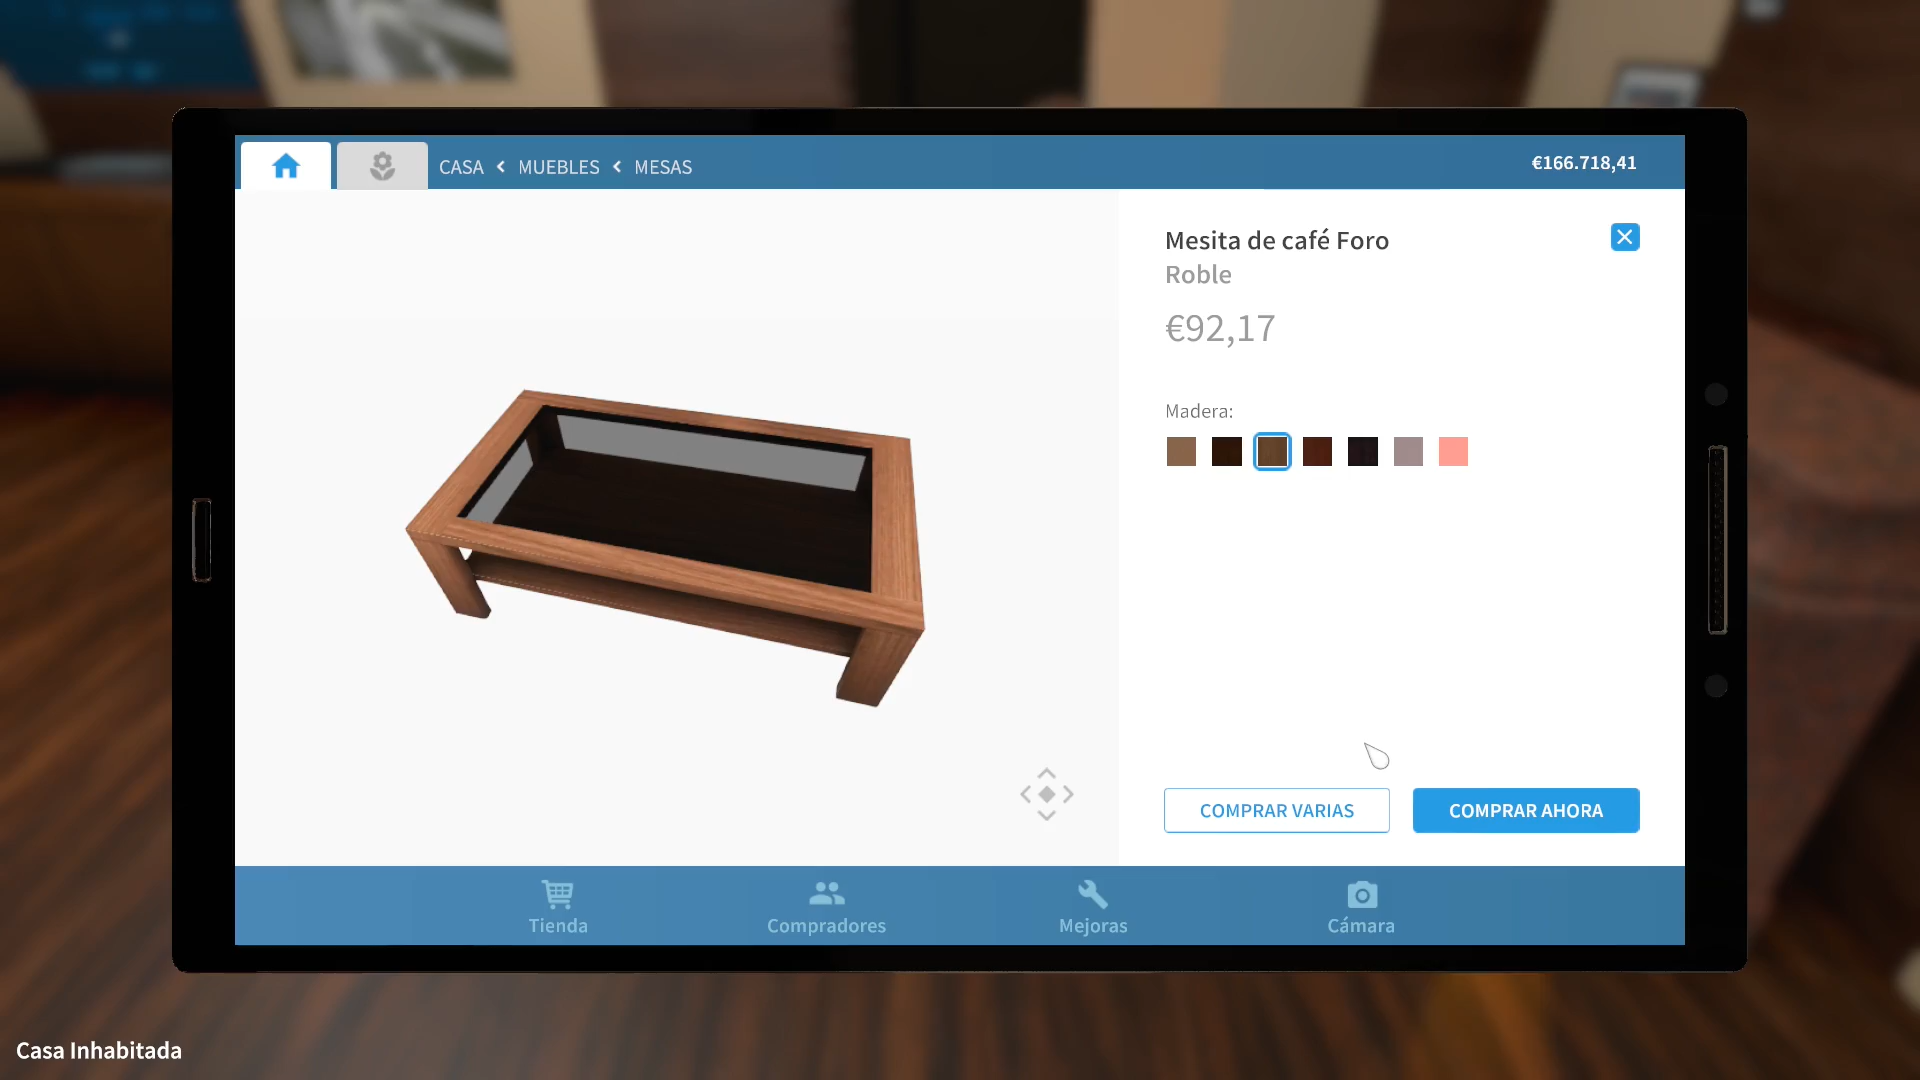 CASA < MUEBLES < MESAS
€166.718,41
Mesita de café Foro
Roble
€92,17
Madera:
COMPRAR VARIAS
COMPRAR AHORA
Tienda
Compradores
Mejoras
Cámara
Casa Inhabitada